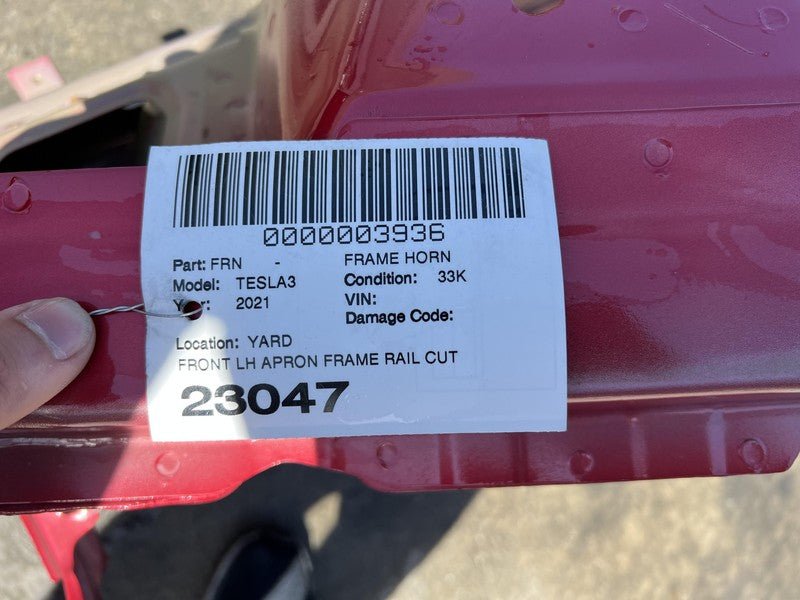 0000003936
Part: FRN - FRAME HORN
Model: TESLA3 Condition: 33K
2021 VIN:
Damage Code:
Location: YARD
FRONT LH APRON FRAME RAIL CUT
23047